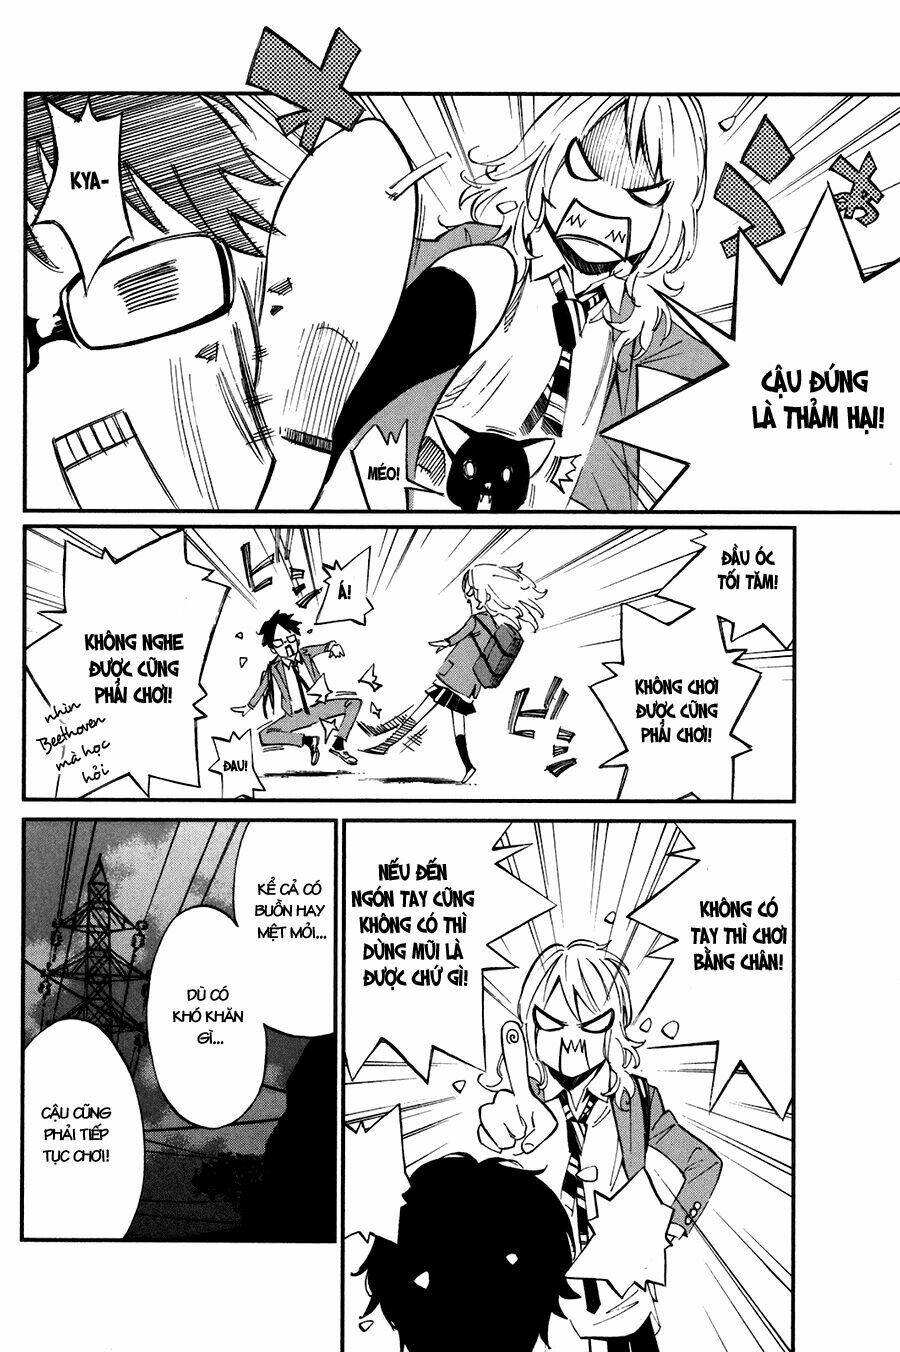 CẬU ĐÚNG
LÀ THẢM HẠI!
KYA-
MÉO!
ĐẦU ÓC
TỐI TĂM!
KHÔNG CHƠI
ĐƯỢC CŨNG
PHẢI CHƠI!
Á!
ĐAU!
KHÔNG NGHE
ĐƯỢC CŨNG
PHẢI CHƠI!
nhìn
Beethoven
mà học
hỏi
KHÔNG CÓ
TAY THÌ CHƠI
BẰNG CHÂN!
NẾU ĐẾN
NGÓN TAY CŨNG
KHÔNG CÓ THÌ
DÙNG MŨI LÀ
ĐƯỢC CHỨ GÌ!
KỂ CẢ CÓ
BUỒN HAY
MỆT MỎI...
DÙ CÓ
KHÓ KHĂN
GÌ...
CẬU CŨNG
PHẢI TIẾP
TỤC CHƠI!